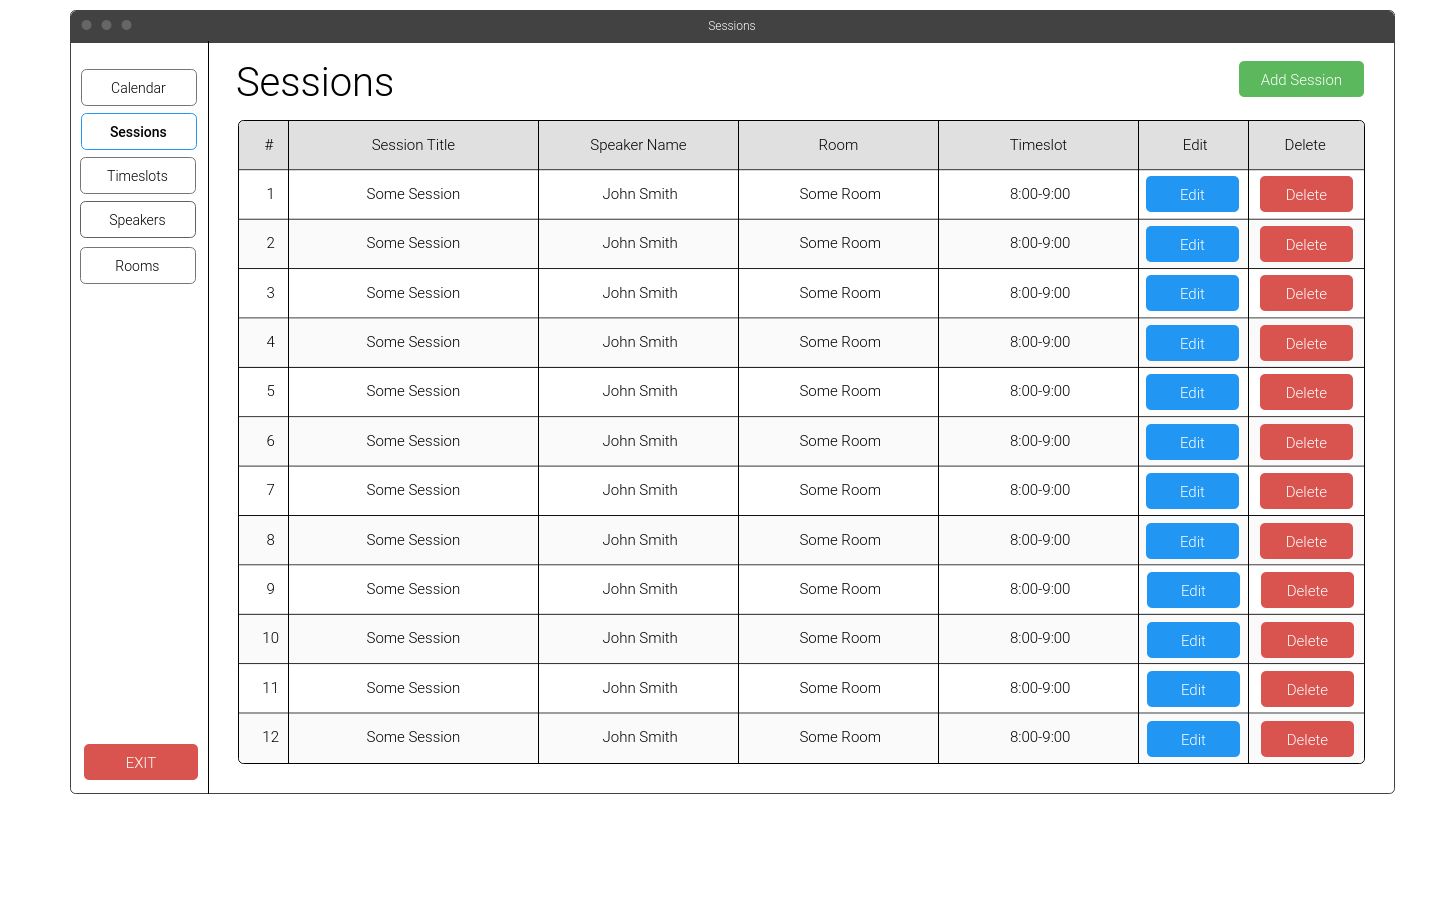 Sessions
Calendar
Sessions
Timeslots
Speakers
Rooms
EXIT
Sessions
Add Session
# Session Title Speaker Name Room Timeslot Edit Delete
1 Some Session John Smith Some Room 8:00-9:00 Edit Delete
2 Some Session John Smith Some Room 8:00-9:00 Edit Delete
3 Some Session John Smith Some Room 8:00-9:00 Edit Delete
4 Some Session John Smith Some Room 8:00-9:00 Edit Delete
5 Some Session John Smith Some Room 8:00-9:00 Edit Delete
6 Some Session John Smith Some Room 8:00-9:00 Edit Delete
7 Some Session John Smith Some Room 8:00-9:00 Edit Delete
8 Some Session John Smith Some Room 8:00-9:00 Edit Delete
9 Some Session John Smith Some Room 8:00-9:00 Edit Delete
10 Some Session John Smith Some Room 8:00-9:00 Edit Delete
11 Some Session John Smith Some Room 8:00-9:00 Edit Delete
12 Some Session John Smith Some Room 8:00-9:00 Edit Delete